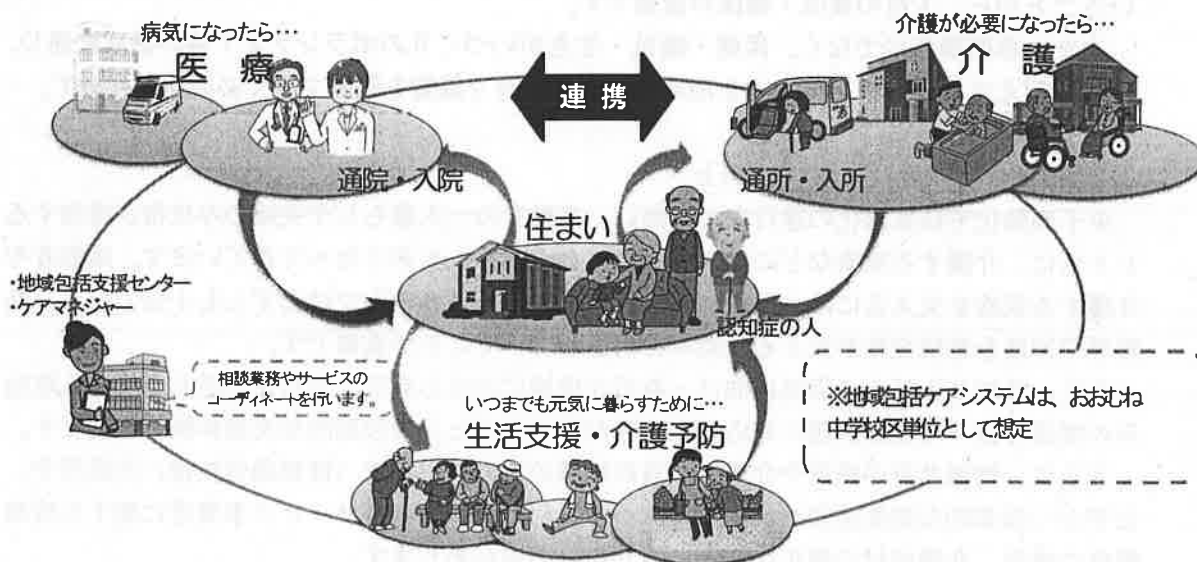 病気になったら…
医 療
連 携
介護が必要になったら…
介 護
通院・入院
通所・入所
住まい
認知症の人
・地域包括支援センター
・ケアマネジャー
相談業務やサービスの
コーディネートを行います。
いつまでも元気に暮らすために…
生活支援・介護予防
※地域包括ケアシステムは、おおむね
中学校区単位として想定